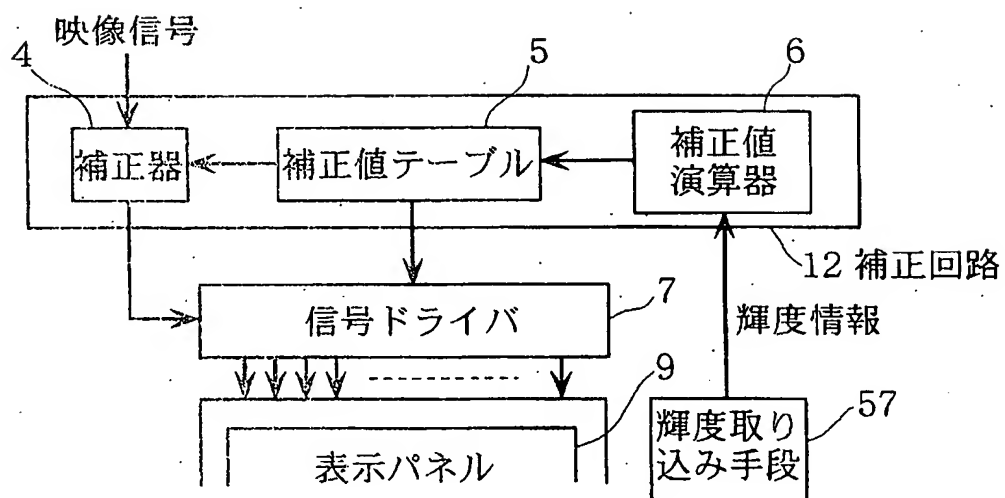 映像信号
4
5
6
補正器
補正値テーブル
補正値
演算器
12 補正回路
信号ドライバ
7
輝度情報
9
表示パネル
輝度取り
込み手段
57